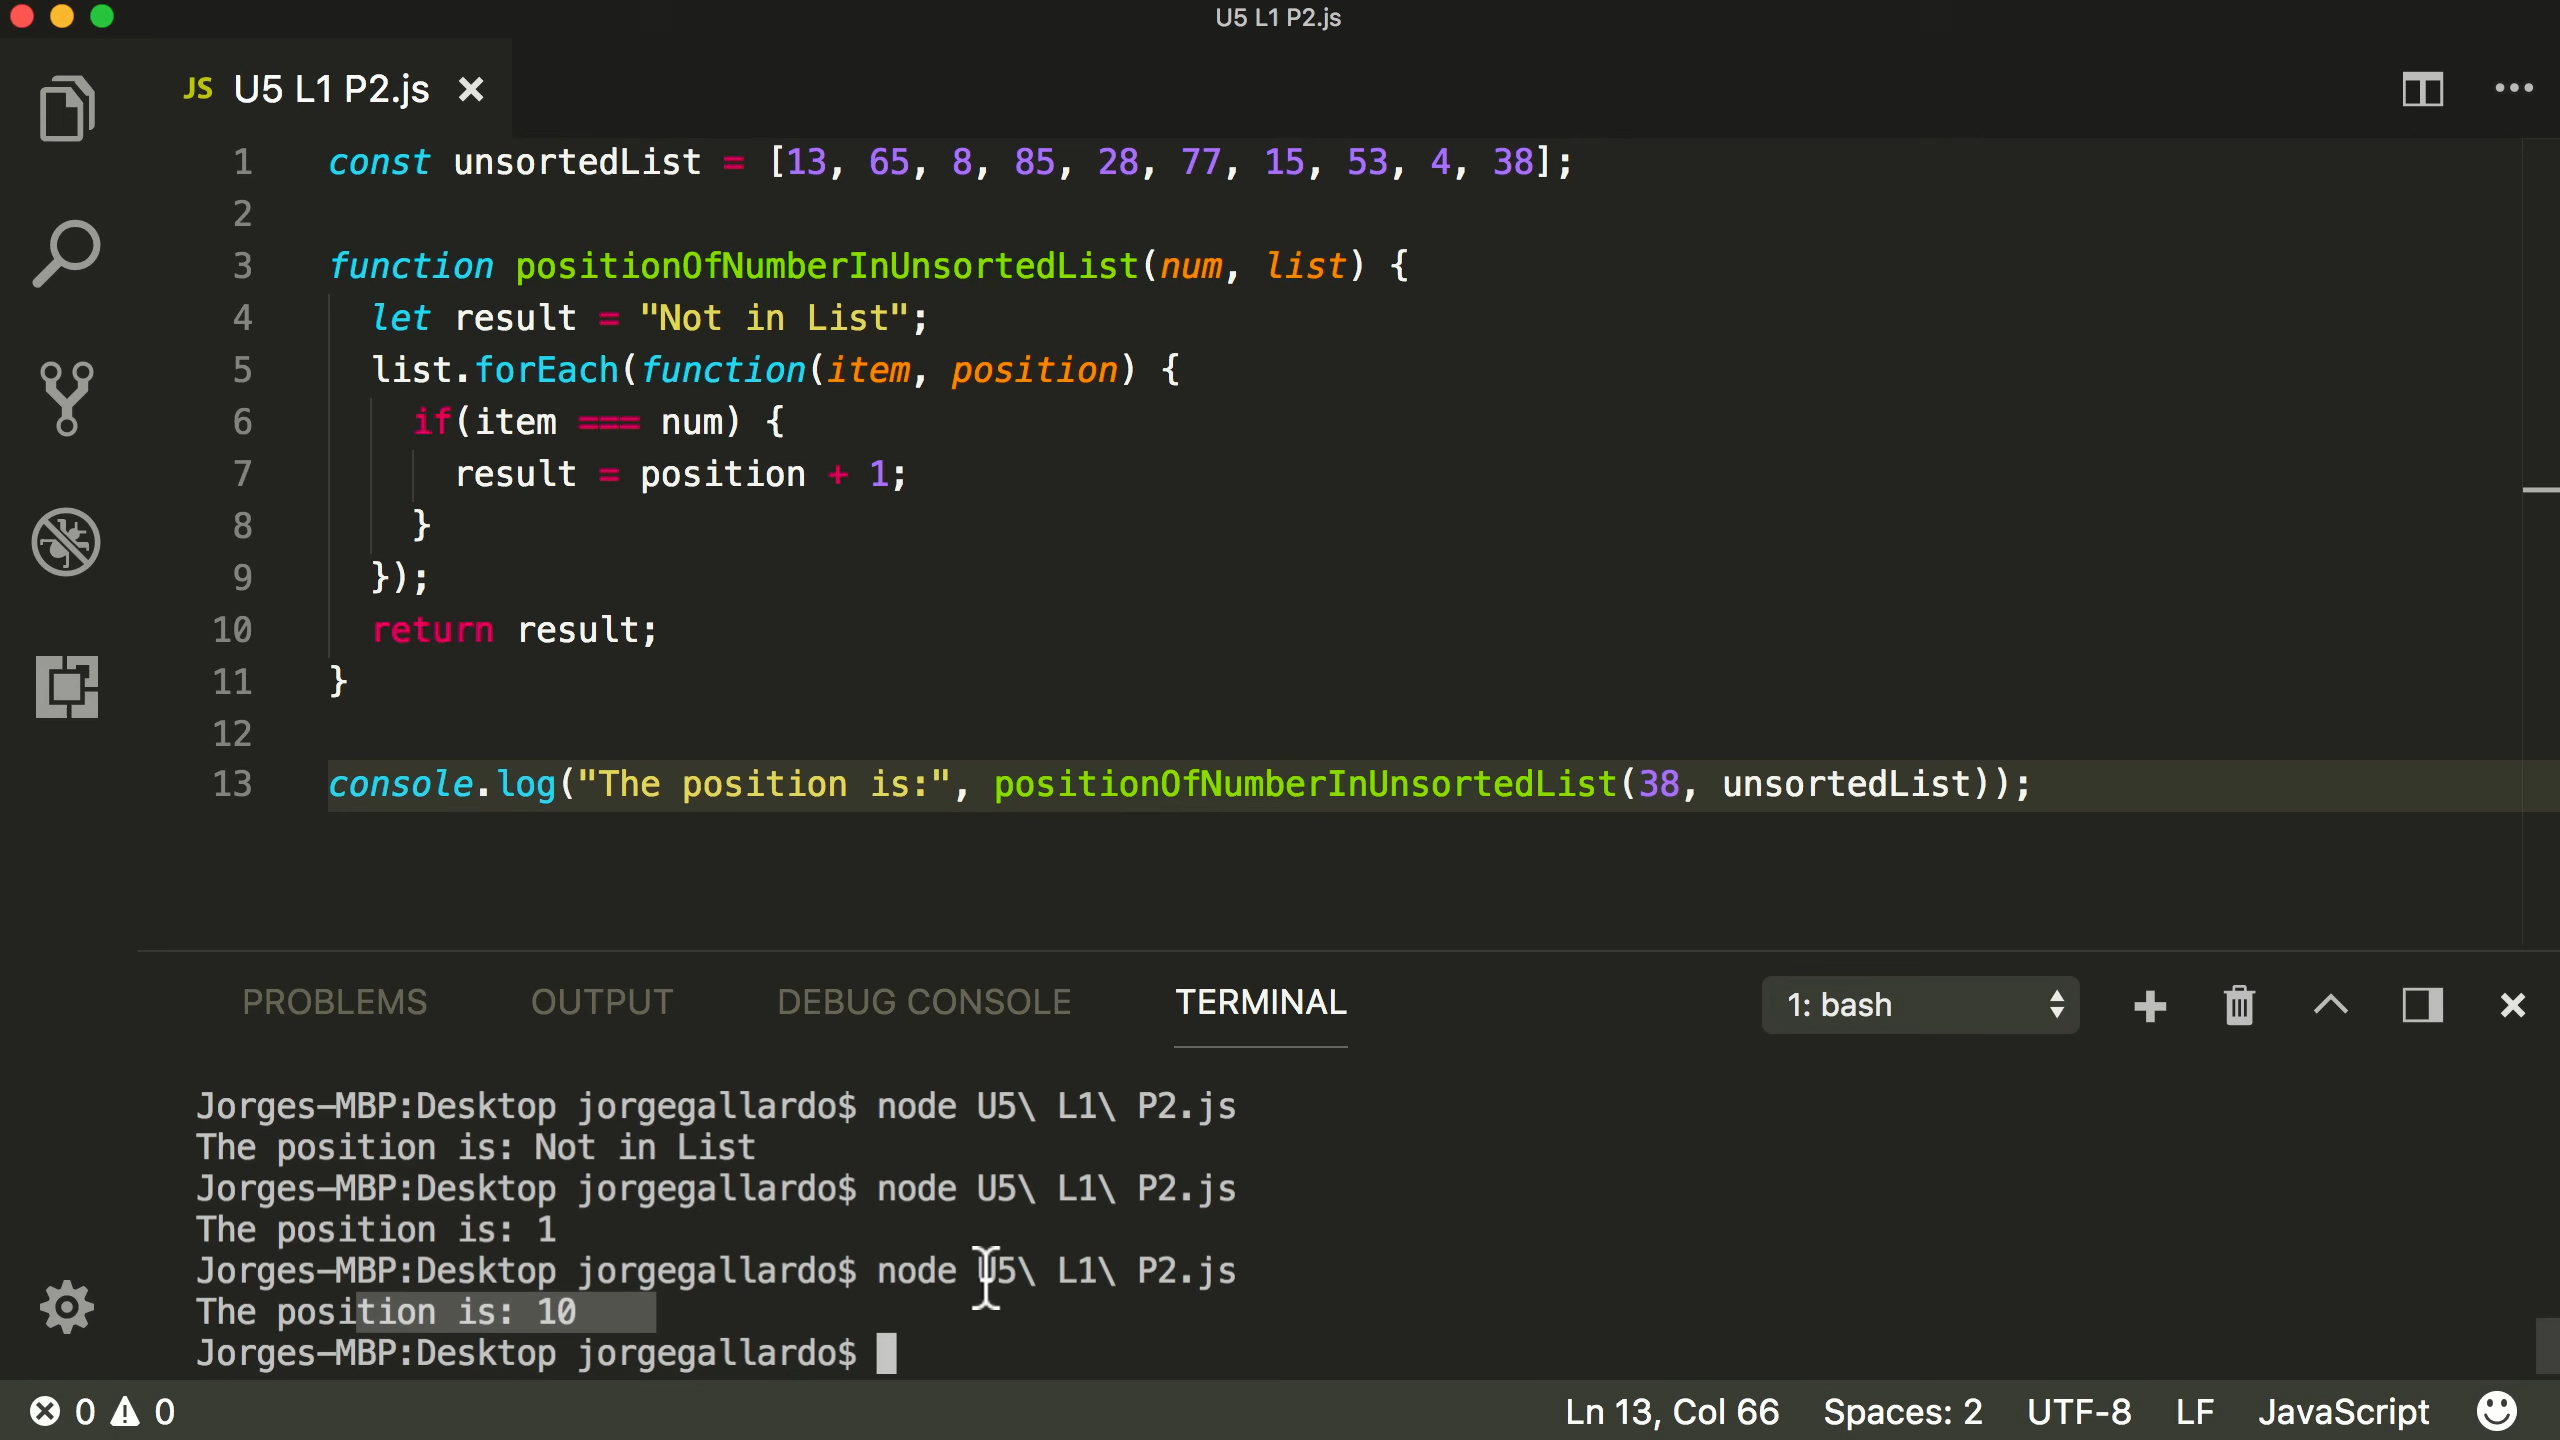 U5 L1 P2.js
JS U5 L1 P2.js
1 const unsortedList = [13, 65, 8, 85, 28, 77, 15, 53, 4, 38];
2
3 function positionOfNumberInUnsortedList(num, list) {
4 let result = "Not in List";
5 list.forEach(function(item, position) {
6 if(item === num) {
7 result = position + 1;
8 }
9 });
10 return result;
11 }
12
13 console.log("The position is:", positionOfNumberInUnsortedList(38, unsortedList));
PROBLEMS OUTPUT DEBUG CONSOLE TERMINAL 1: bash
Jorges-MBP:Desktop jorgegallardo$ node U5\ L1\ P2.js
The position is: Not in List
Jorges-MBP:Desktop jorgegallardo$ node U5\ L1\ P2.js
The position is: 1
Jorges-MBP:Desktop jorgegallardo$ node U5\ L1\ P2.js
The position is: 10
Jorges-MBP:Desktop jorgegallardo$
0 0 Ln 13, Col 66 Spaces: 2 UTF-8 LF JavaScript